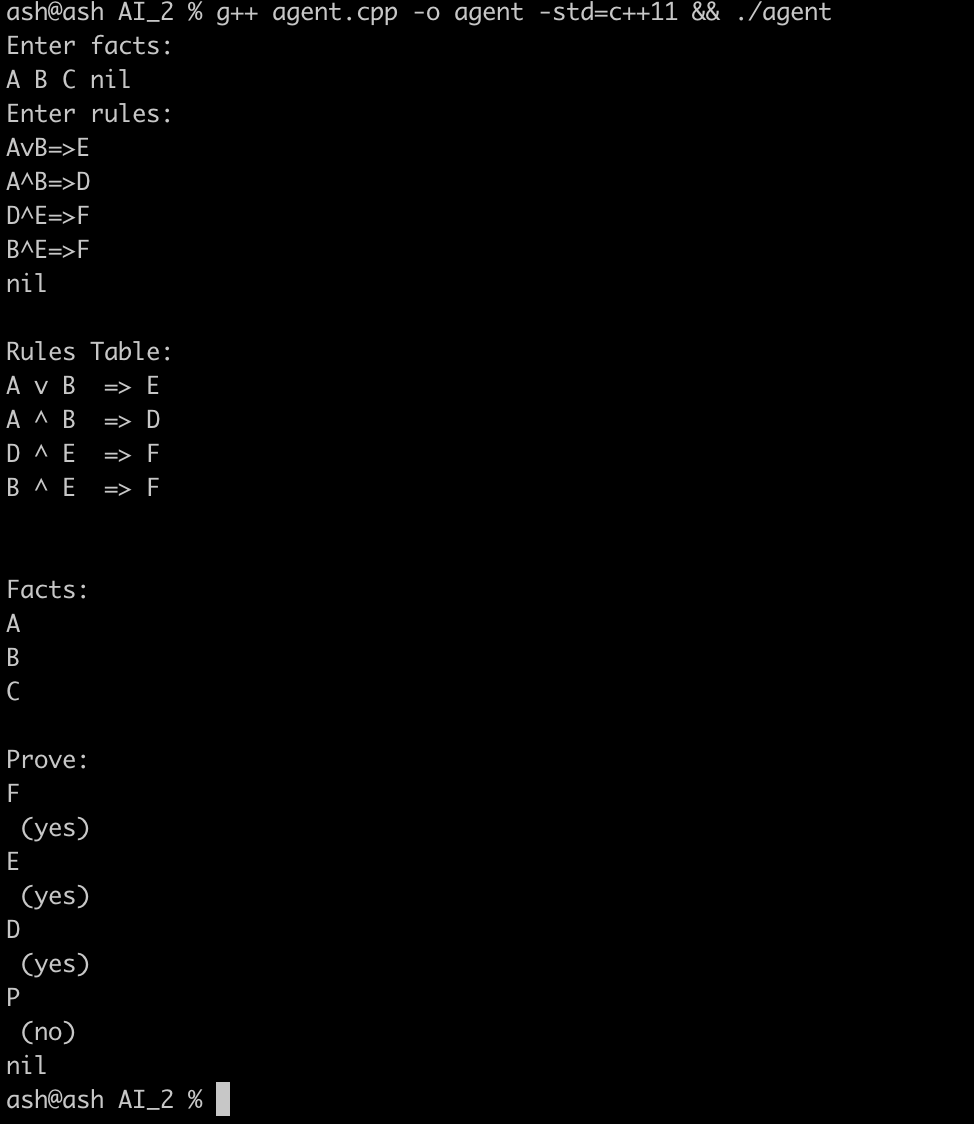 ash@ash AI_2 % g++ agent.cpp -o agent -std=c++11 && ./agent
Enter facts:
A B C nil
Enter rules:
AvB=>E
A^B=>D
D^E=>F
B^E=>F
nil
Rules Table:
A v B  => E
A ^ B  => D
D ^ E  => F
B ^ E  => F
Facts:
A
B
C
Prove:
F
 (yes)
E
 (yes)
D
 (yes)
P
 (no)
nil
ash@ash AI_2 %